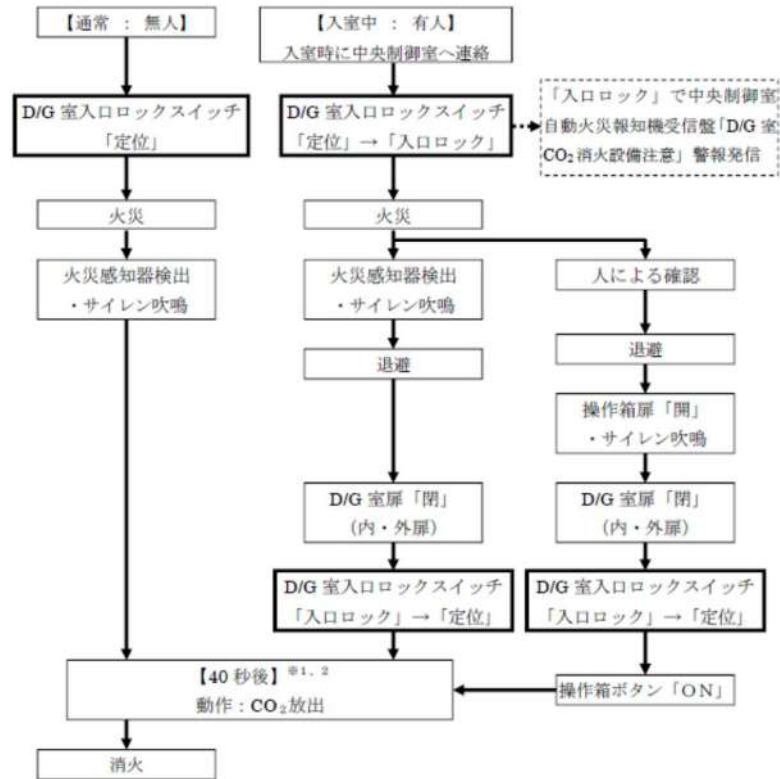 【通常 : 無人】
D/G 室入口ロックスイッチ
「定位」
火災
火災感知器検出
・サイレン吹鳴
【入室中 : 有人】
入室時に中央制御室へ連絡
D/G 室入口ロックスイッチ
「定位」→「入口ロック」
「入口ロック」で中央制御室
自動火災報知機受信盤「D/G 室
CO₂ 消火設備注意」警報発信
火災
火災感知器検出
・サイレン吹鳴
退避
D/G 室扉「閉」
(内・外扉)
D/G 室入口ロックスイッチ
「入口ロック」→「定位」
人による確認
退避
操作箱扉「開」
・サイレン吹鳴
D/G 室扉「閉」
(内・外扉)
D/G 室入口ロックスイッチ
「入口ロック」→「定位」
操作箱ボタン「ON」
【40 秒後】※1, 2
動作 : CO₂放出
消火